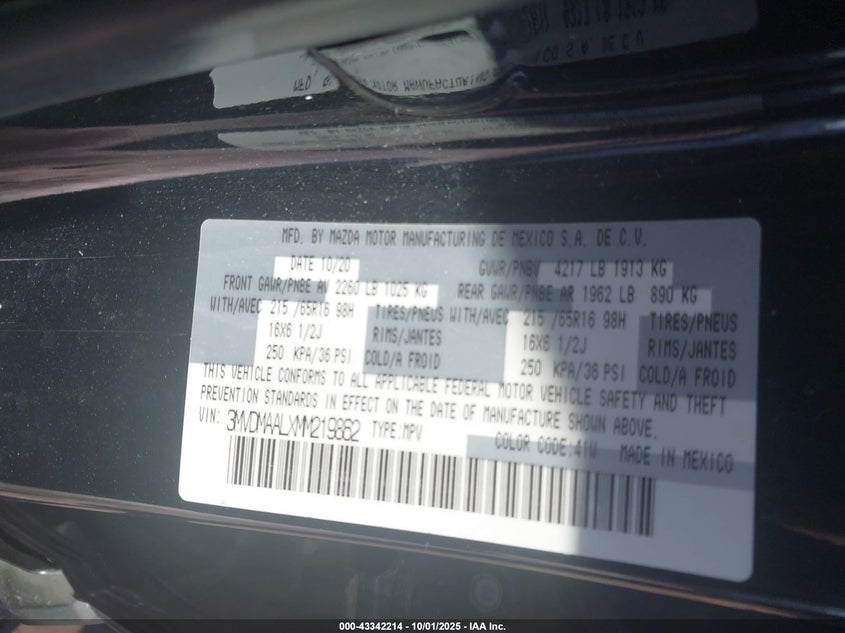 MFD. BY MAZDA MOTOR MANUFACTURING DE MEXICO S.A. DE C.V.
DATE 10/20 GVWR/PNBV 4217 LB 1913 KG
FRONT GAWR/PNBE AV 2260 LB 1025 KG REAR GAWR/PNBE AR 1962 LB 890 KG
WITH/AVEC 215 /65R16 98H TIRES/PNEUS WITH/AVEC 215 /65R16 98H TIRES/PNEUS
16X6 1/2J RIMS/JANTES 16X6 1/2J RIMS/JANTES
250 KPA/36 PSI COLD/A FROID 250 KPA/36 PSI COLD/A FROID
THIS VEHICLE CONFORMS TO ALL APPLICABLE FEDERAL MOTOR VEHICLE SAFETY AND THEFT
PREVENTION STANDARDS IN EFFECT ON THE DATE OF MANUFACTURE SHOWN ABOVE.
VIN: 3MVDMAALXMM219862 TYPE:MPV COLOR CODE:41W MADE IN MEXICO
000-43342214 - 10/01/2025 - IAA Inc.